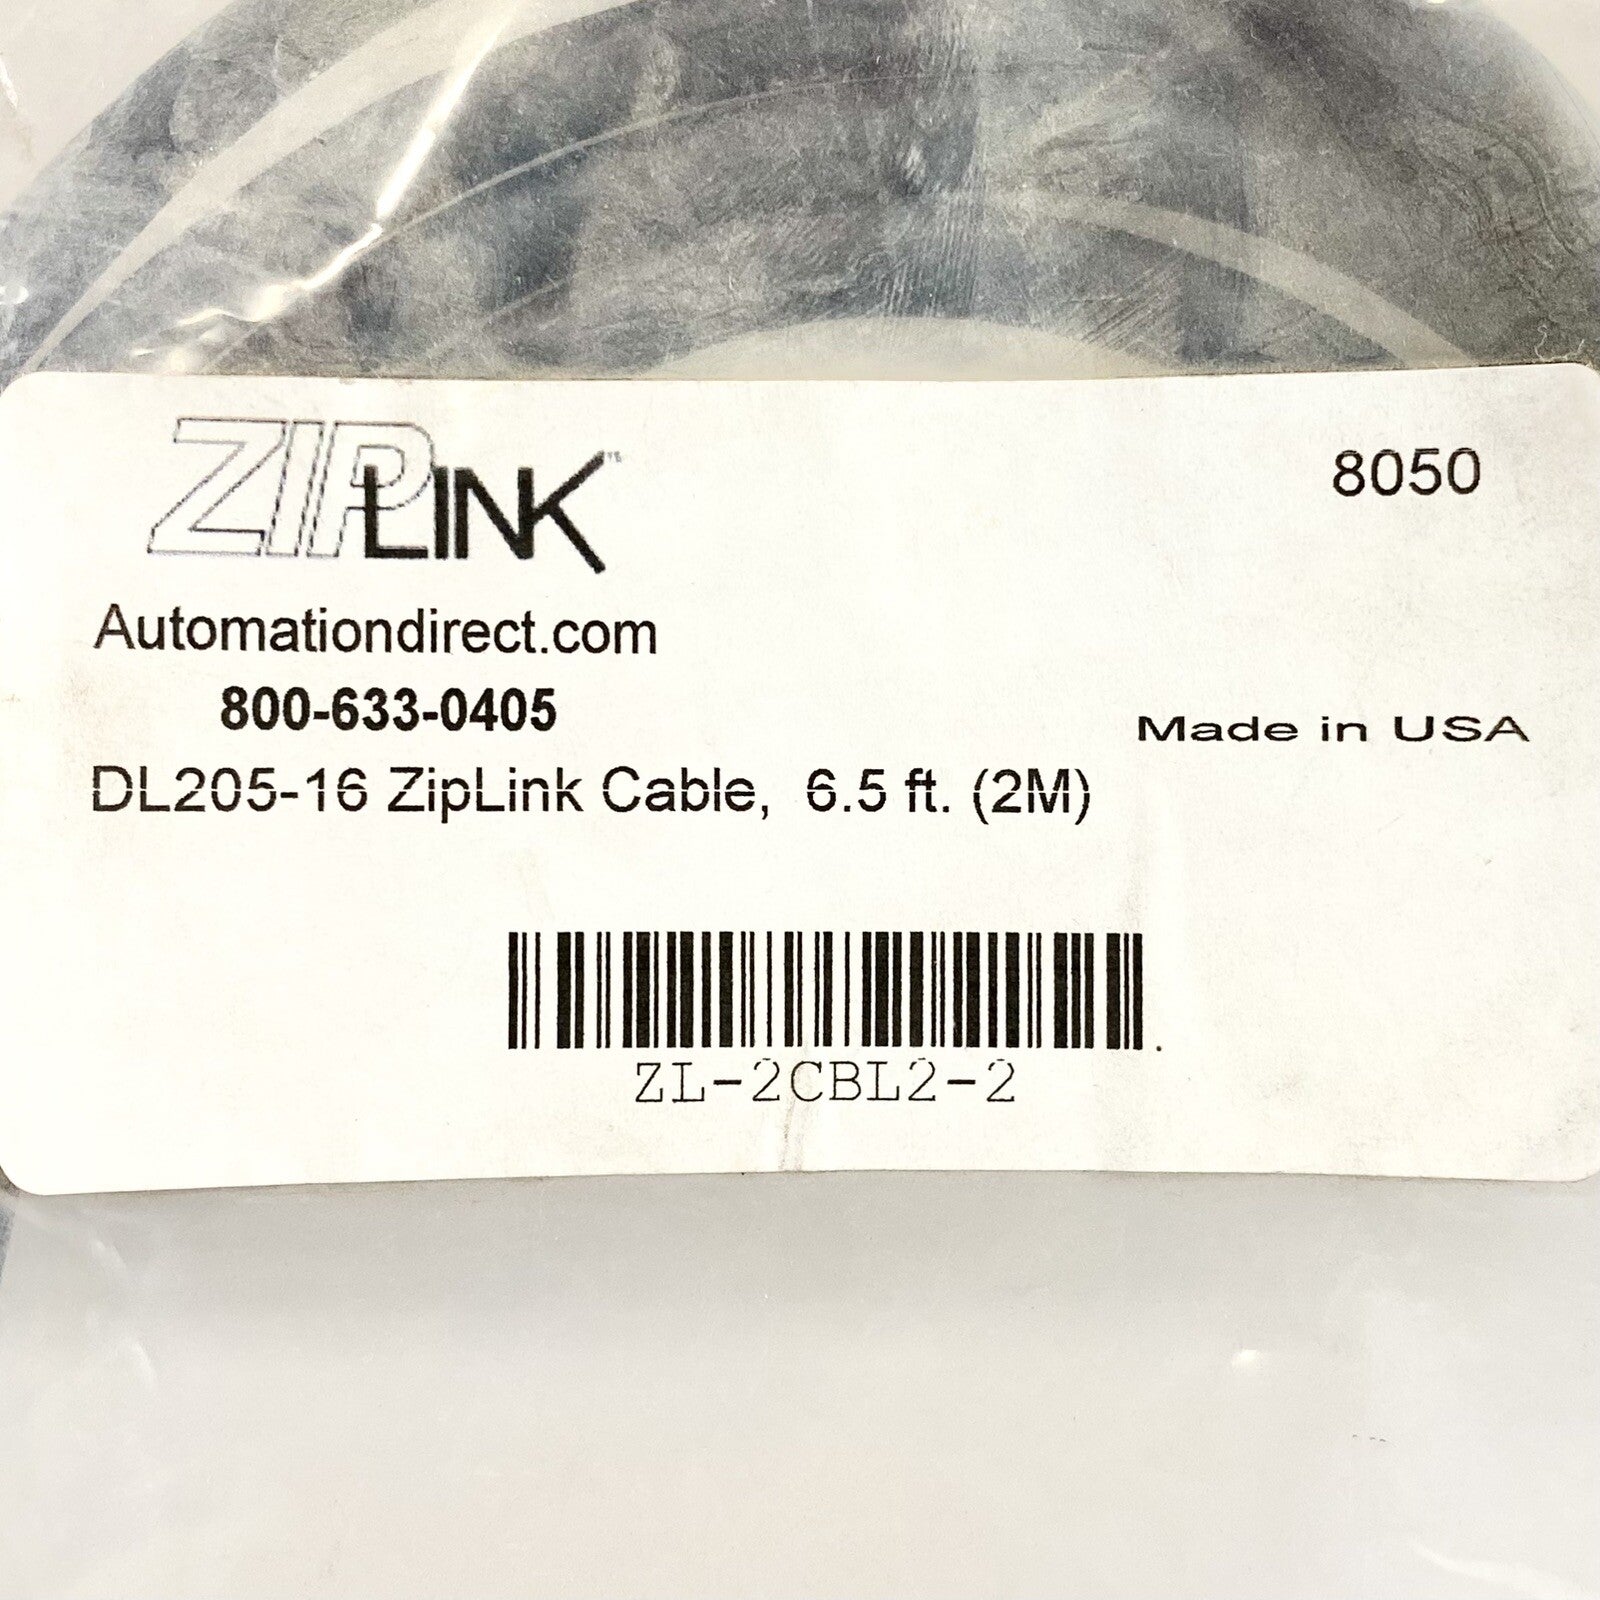 ZIPLINK™
8050
Automationdirect.com
800-633-0405
Made in USA
DL205-16 ZipLink Cable, 6.5 ft. (2M)
ZL-2CBL2-2